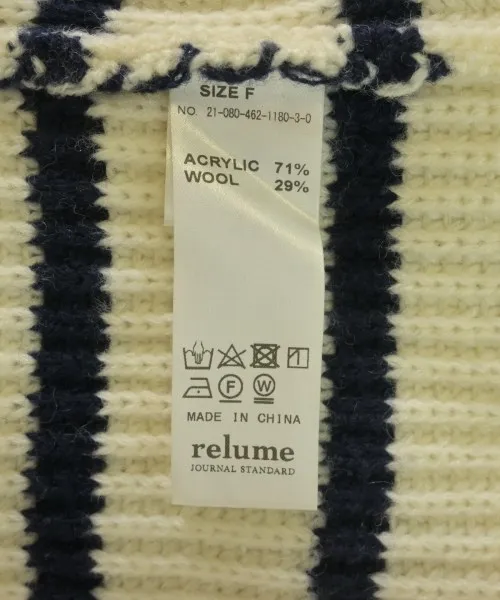 SIZE F
NO. 21-080-462-1180-3-0
ACRYLIC 71%
WOOL 29%
F W
MADE IN CHINA
relume
JOURNAL STANDARD